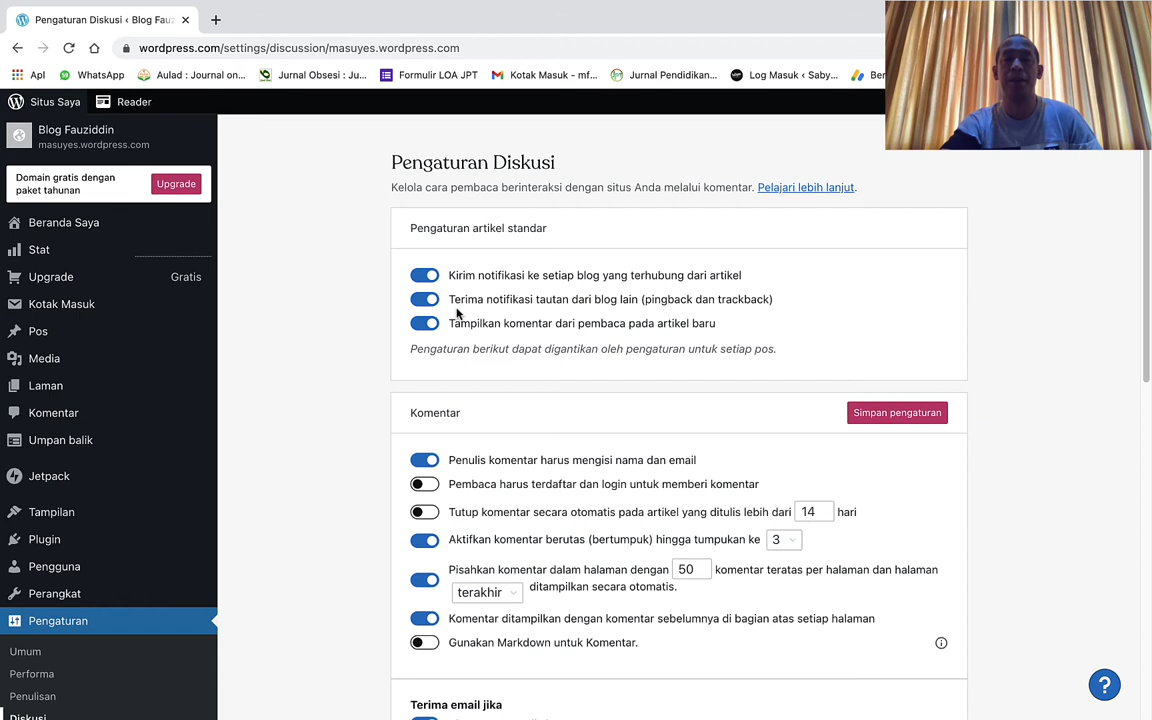 Pengaturan Diskusi ‹ Blog Fauz
wordpress.com/settings/discussion/masuyes.wordpress.com
Apl
WhatsApp
Aulad : Journal on...
Jurnal Obsesi : Ju...
Formulir LOA JPT
Kotak Masuk - mf...
Jurnal Pendidikan...
Log Masuk ‹ Saby...
Ber
Situs Saya
Reader
Blog Fauziddin
masuyes.wordpress.com
Domain gratis dengan
paket tahunan
Upgrade
Beranda Saya
Stat
Upgrade Gratis
Kotak Masuk
Pos
Media
Laman
Komentar
Umpan balik
Jetpack
Tampilan
Plugin
Pengguna
Perangkat
Pengaturan
Umum
Performa
Penulisan
Diskusi
Pengaturan Diskusi
Kelola cara pembaca berinteraksi dengan situs Anda melalui komentar. Pelajari lebih lanjut.
Pengaturan artikel standar
Kirim notifikasi ke setiap blog yang terhubung dari artikel
Terima notifikasi tautan dari blog lain (pingback dan trackback)
Tampilkan komentar dari pembaca pada artikel baru
Pengaturan berikut dapat digantikan oleh pengaturan untuk setiap pos.
Komentar
Simpan pengaturan
Penulis komentar harus mengisi nama dan email
Pembaca harus terdaftar dan login untuk memberi komentar
Tutup komentar secara otomatis pada artikel yang ditulis lebih dari 14 hari
Aktifkan komentar berutas (bertumpuk) hingga tumpukan ke 3
Pisahkan komentar dalam halaman dengan 50 komentar teratas per halaman dan halaman
terakhir ditampilkan secara otomatis.
Komentar ditampilkan dengan komentar sebelumnya di bagian atas setiap halaman
Gunakan Markdown untuk Komentar.
Terima email jika